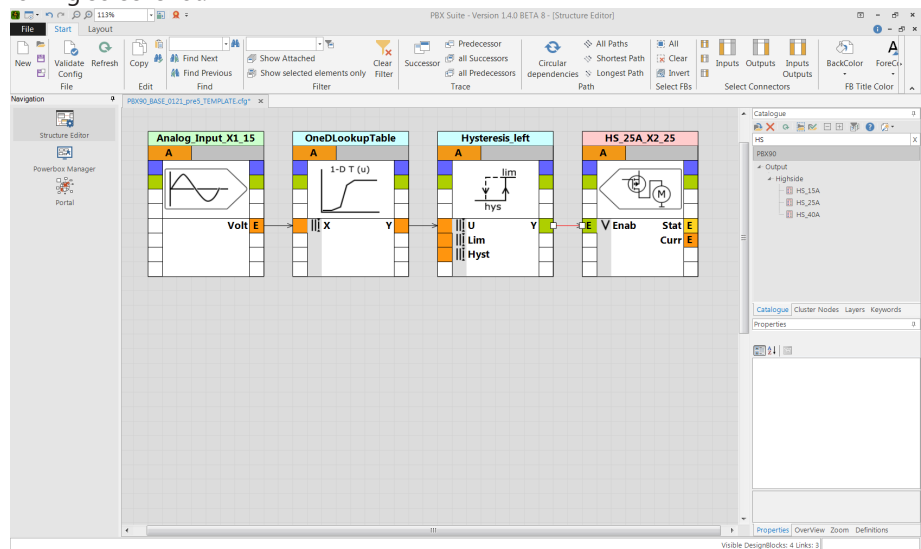 113%
PBX Suite - Version 1.4.0 BETA 8 - [Structure Editor]
File Start Layout
New
Validate Config
Refresh
File
Copy
Edit
Find Next
Find Previous
Find
Show Attached
Show selected elements only
Clear Filter
Filter
Successor
Predecessor
all Successors
all Predecessors
Trace
Circular dependencies
All Paths
Shortest Path
Longest Path
Path
All
Clear
Invert
Select FBs
Inputs
Outputs
Inputs Outputs
Select Connectors
BackColor
ForeCo
FB Title Color
Navigation
Structure Editor
Powerbox Manager
Portal
PBX90_BASE_0121_pre5_TEMPLATE.cfg*
Analog_Input_X1_15
A
Volt E
OneDLookupTable
A
1-D T (u)
X Y
Hysteresis_left
A
lim
hys
U Y
Lim
Hyst
HS_25A_X2_25
A
M
E V Enab Stat E
Curr E
Catalogue
HS
X
PBX90
Output
Highside
HS_15A
HS_25A
HS_40A
Catalogue Cluster Nodes Layers Keywords
Properties
Properties OverView Zoom Definitions
Visible DesignBlocks: 4 Links: 3